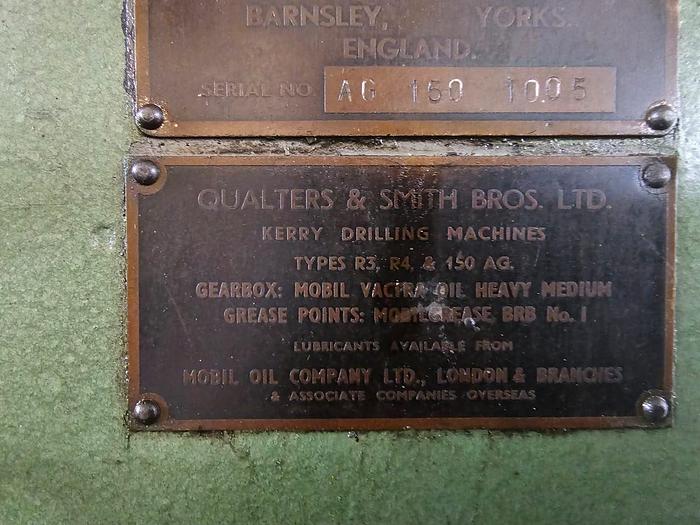 BARNSLEY, YORKS.
ENGLAND.
SERIAL NO. AG 150 1005
QUALTERS & SMITH BROS. LTD.
KERRY DRILLING MACHINES
TYPES R3, R4, & 150 AG.
GEARBOX: MOBIL VACTRA OIL HEAVY MEDIUM
GREASE POINTS: MOBILGREASE BRB No. 1
LUBRICANTS AVAILABLE FROM
MOBIL OIL COMPANY LTD., LONDON & BRANCHES
& ASSOCIATE COMPANIES OVERSEAS